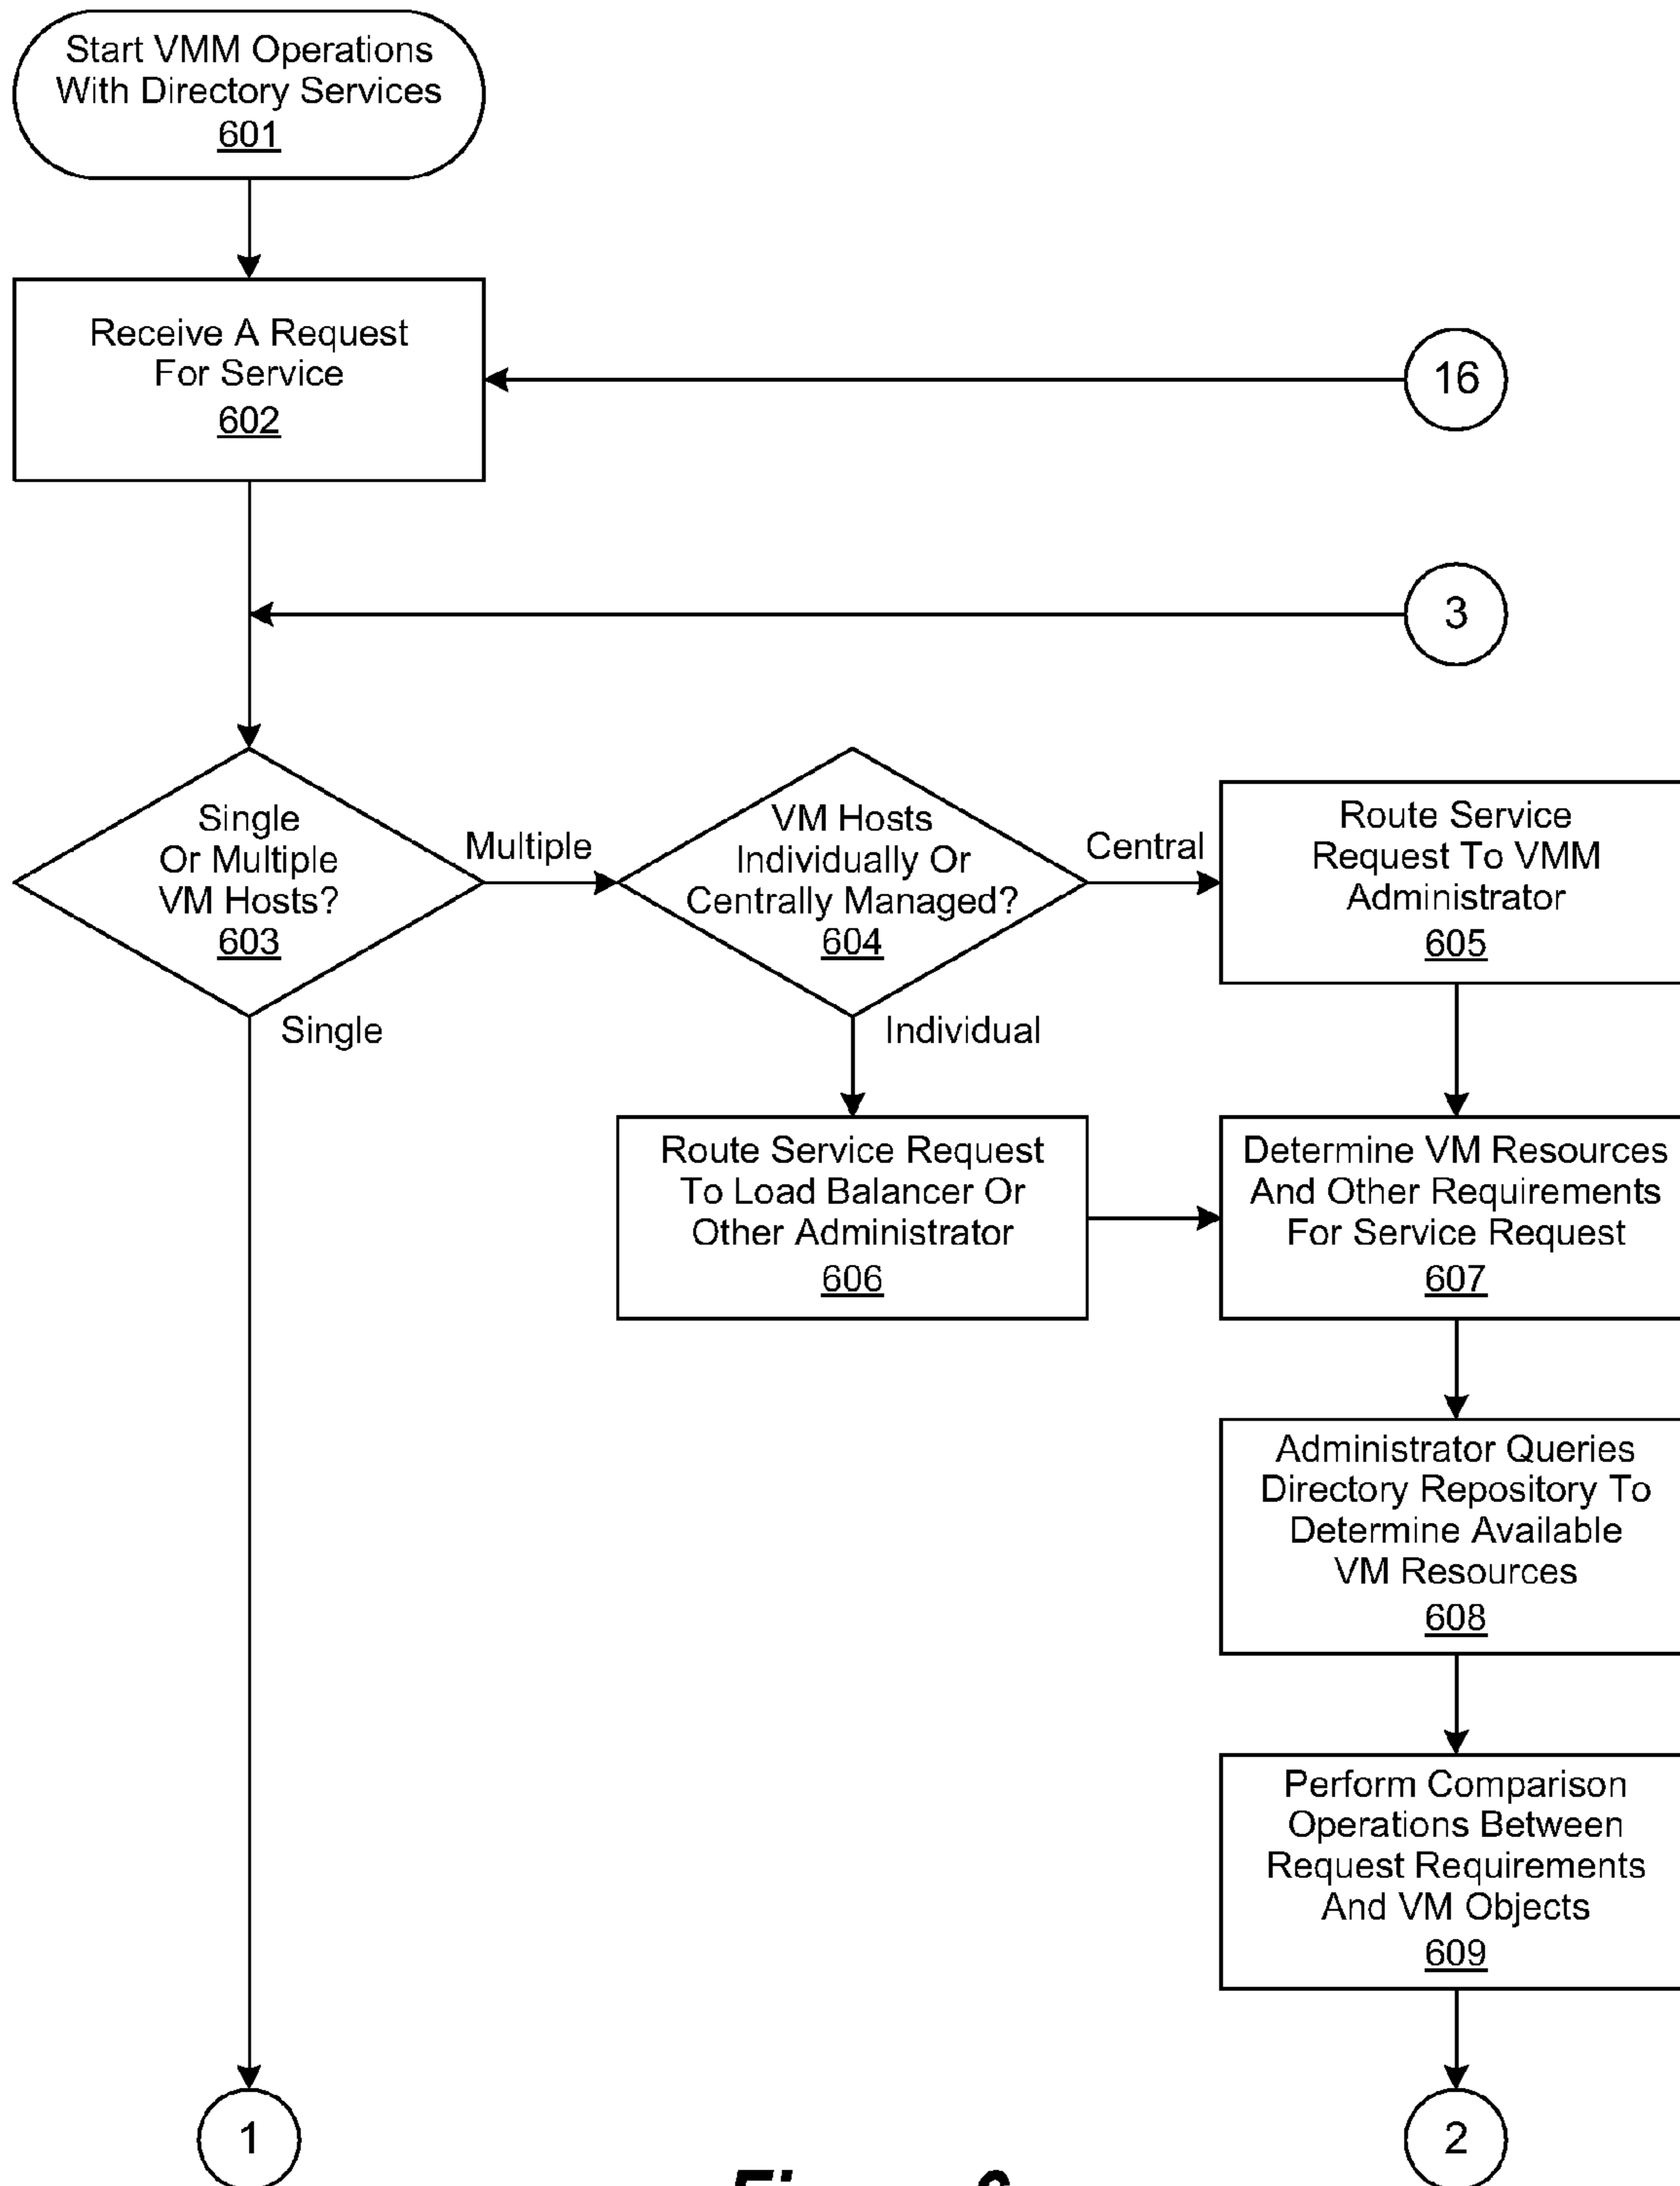 Start VMM Operations
With Directory Services
601
Receive A Request
For Service
602
16
3
Single
Or Multiple
VM Hosts?
603
Multiple
Single
VM Hosts
Individually Or
Centrally Managed?
604
Central
Individual
Route Service
Request To VMM
Administrator
605
Route Service Request
To Load Balancer Or
Other Administrator
606
Determine VM Resources
And Other Requirements
For Service Request
607
Administrator Queries
Directory Repository To
Determine Available
VM Resources
608
Perform Comparison
Operations Between
Request Requirements
And VM Objects
609
1
2